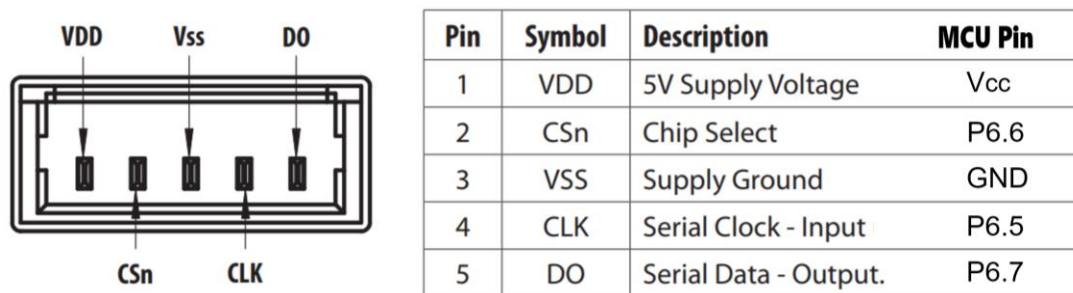 VDD Vss DO
CSn CLK
Pin Symbol Description MCU Pin
1 VDD 5V Supply Voltage Vcc
2 CSn Chip Select P6.6
3 VSS Supply Ground GND
4 CLK Serial Clock - Input P6.5
5 DO Serial Data - Output. P6.7